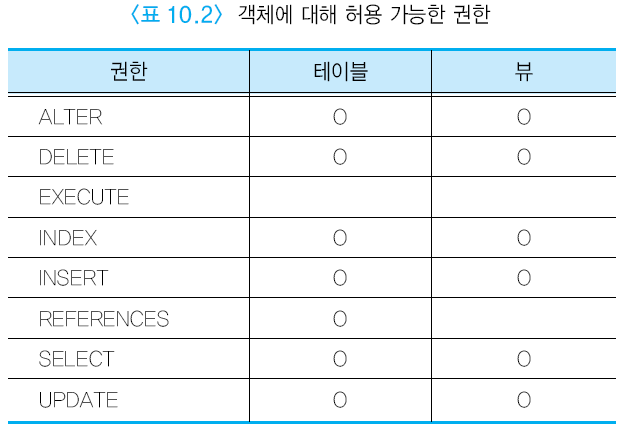 〈표 10.2〉 객체에 대해 허용 가능한 권한
권한 테이블 뷰
ALTER O O
DELETE O O
EXECUTE
INDEX O O
INSERT O O
REFERENCES O
SELECT O O
UPDATE O O